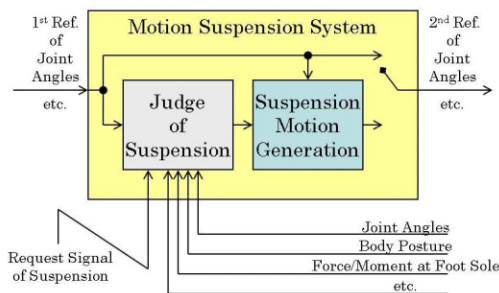 Motion Suspension System
1st Ref.
of
Joint
Angles
etc.
2nd Ref.
of
Joint
Angles
etc.
Judge
of
Suspension
Suspension
Motion
Generation
Request Signal
of Suspension
Joint Angles
Body Posture
Force/Moment at Foot Sole
etc.